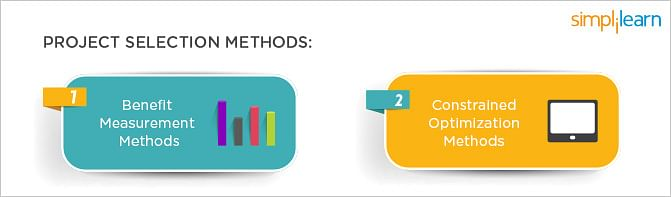 simplilearn
PROJECT SELECTION METHODS:
1
Benefit
Measurement
Methods
2
Constrained
Optimization
Methods